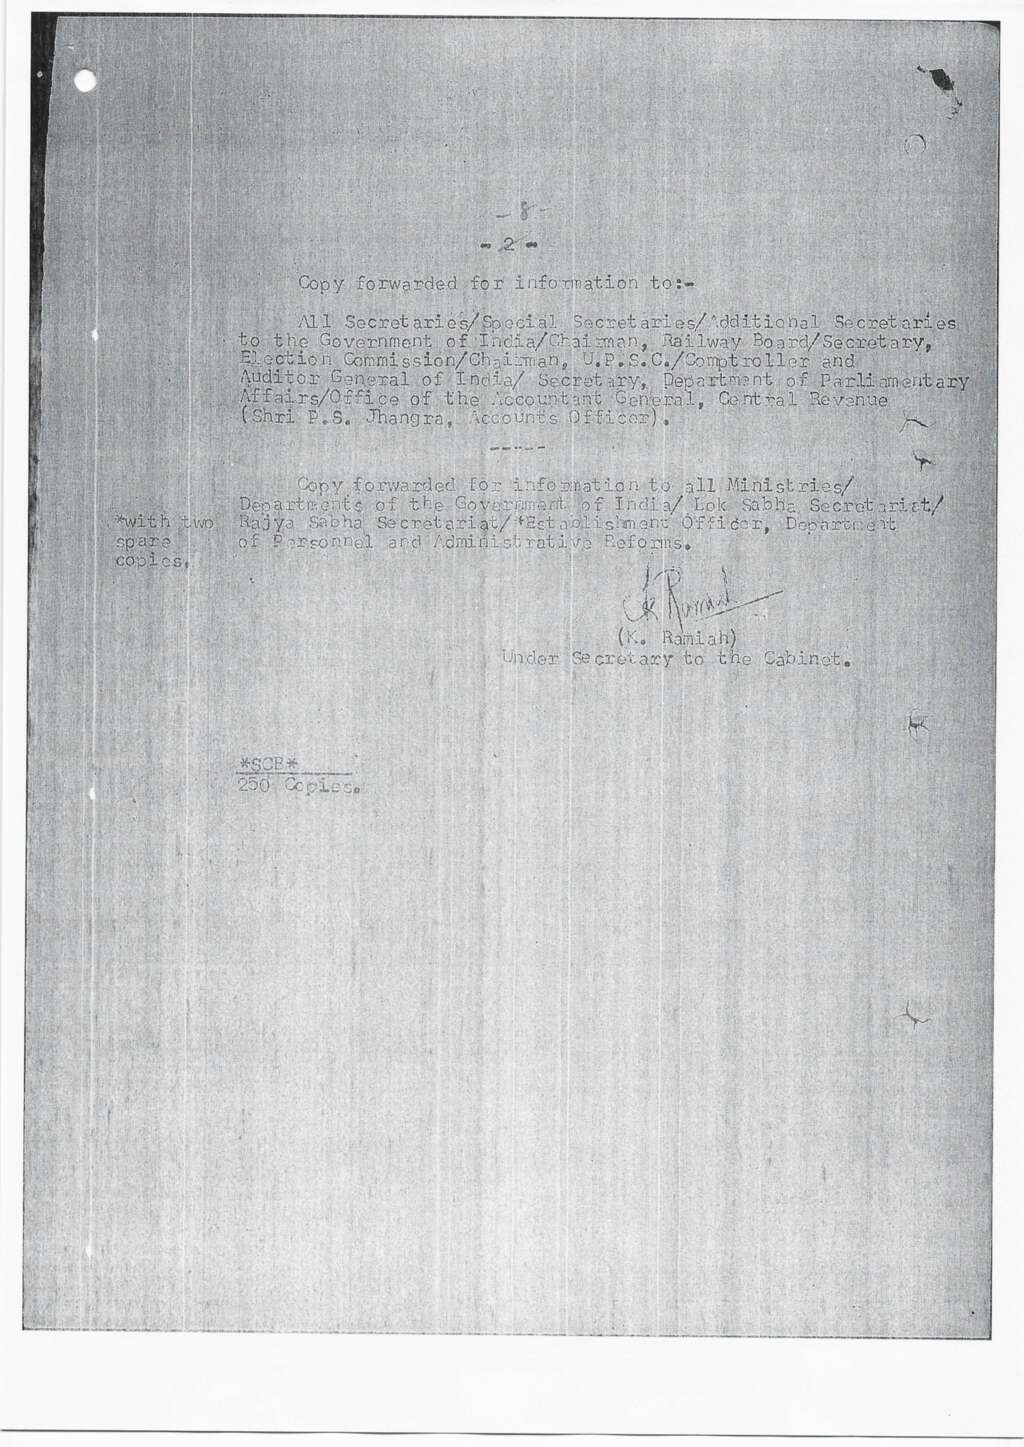 - 8 -
- 2 -
Copy forwarded for information to:-
All Secretaries/Special Secretaries/Additional Secretaries
to the Government of India/Chairman, Railway Board/Secretary,
Election Commission/Chairman, U.P.S.C./Comptroller and
Auditor General of India/ Secretary, Department of Parliamentary
Affairs/Office of the Accountant General, Central Revenue
(Shri P.S. Jhangra, Accounts Officer).
-----
Copy forwarded for information to all Ministries/
Departments of the Government of India/ Lok Sabha Secretariat/
Rajya Sabha Secretariat/*Establishment Officer, Department
of Personnel and Administrative Reforms.
*with two
spare
copies.
K Ramiah
(K. Ramiah)
Under Secretary to the Cabinet.
*SCB*
250 Copies.